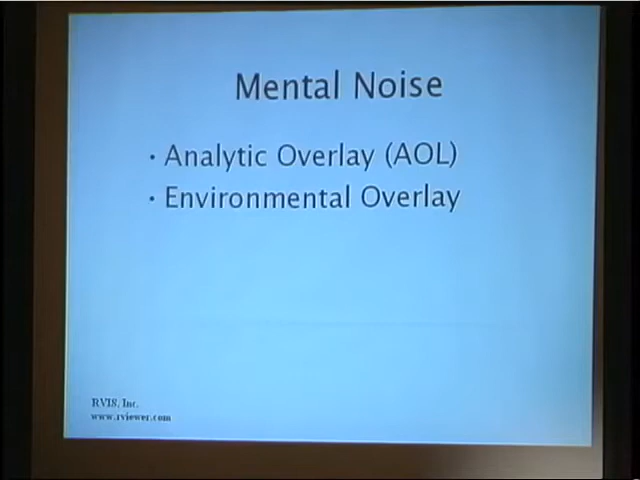 Mental Noise
· Analytic Overlay (AOL)
· Environmental Overlay
RVIS, Inc.
www.rviewer.com